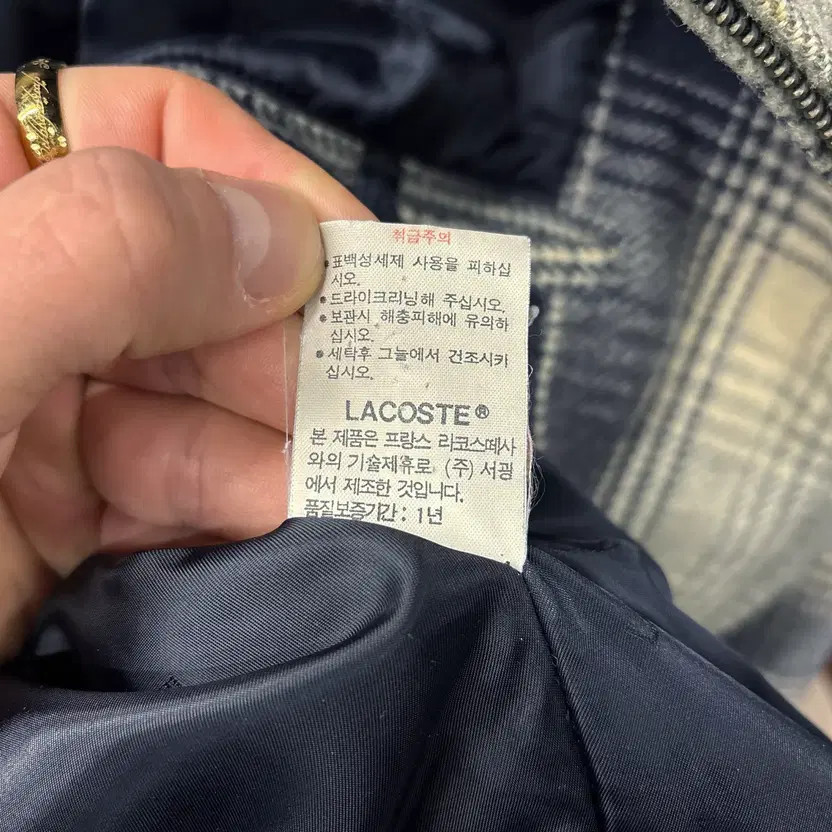 취급주의
• 표백성세제 사용을 피하십
시오.
• 드라이크리닝해 주십시오.
• 보관시 해충피해에 유의하
십시오.
• 세탁후 그늘에서 건조시키
십시오.
LACOSTE®
본 제품은 프랑스 라코스떼사
와의 기술제휴로 (주) 서광
에서 제조한 것입니다.
품질보증기간 : 1년